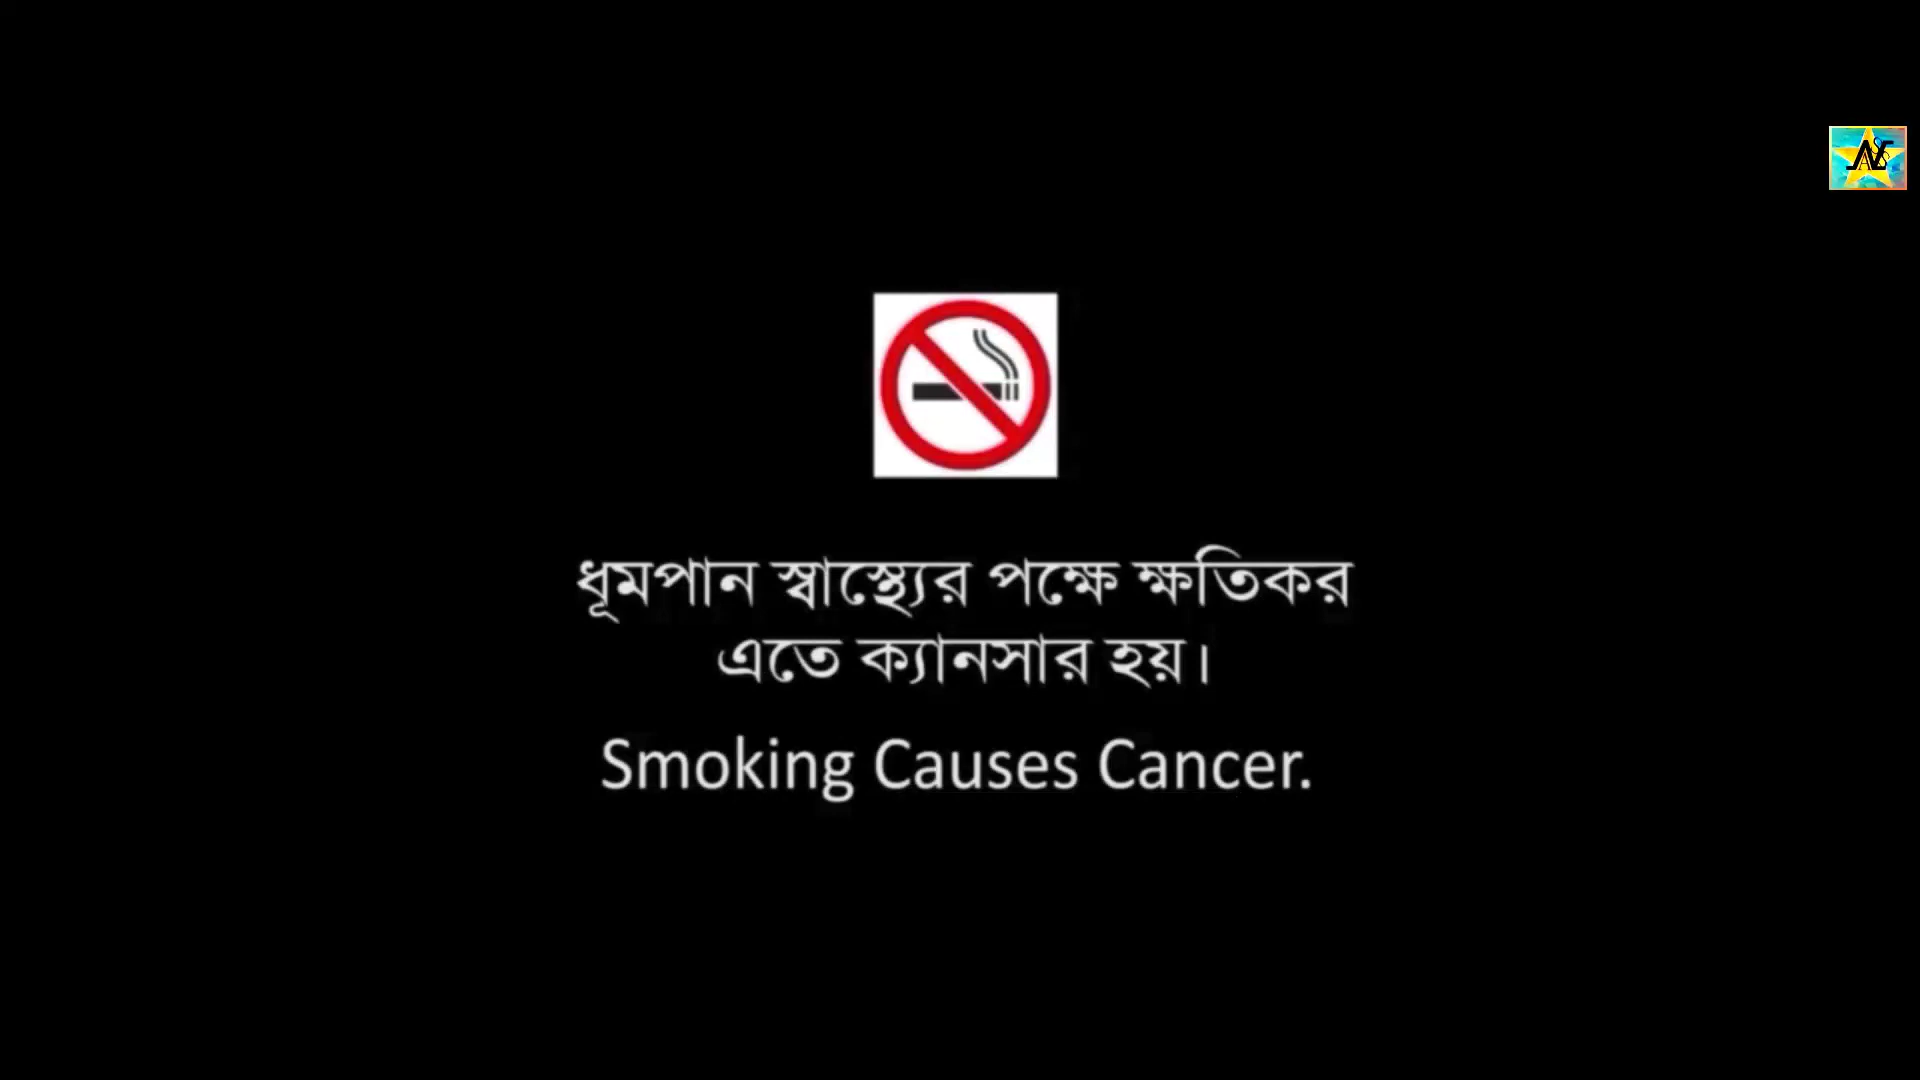 ধূমপান স্বাস্থ্যের পক্ষে ক্ষতিকর
এতে ক্যানসার হয়।
Smoking Causes Cancer.